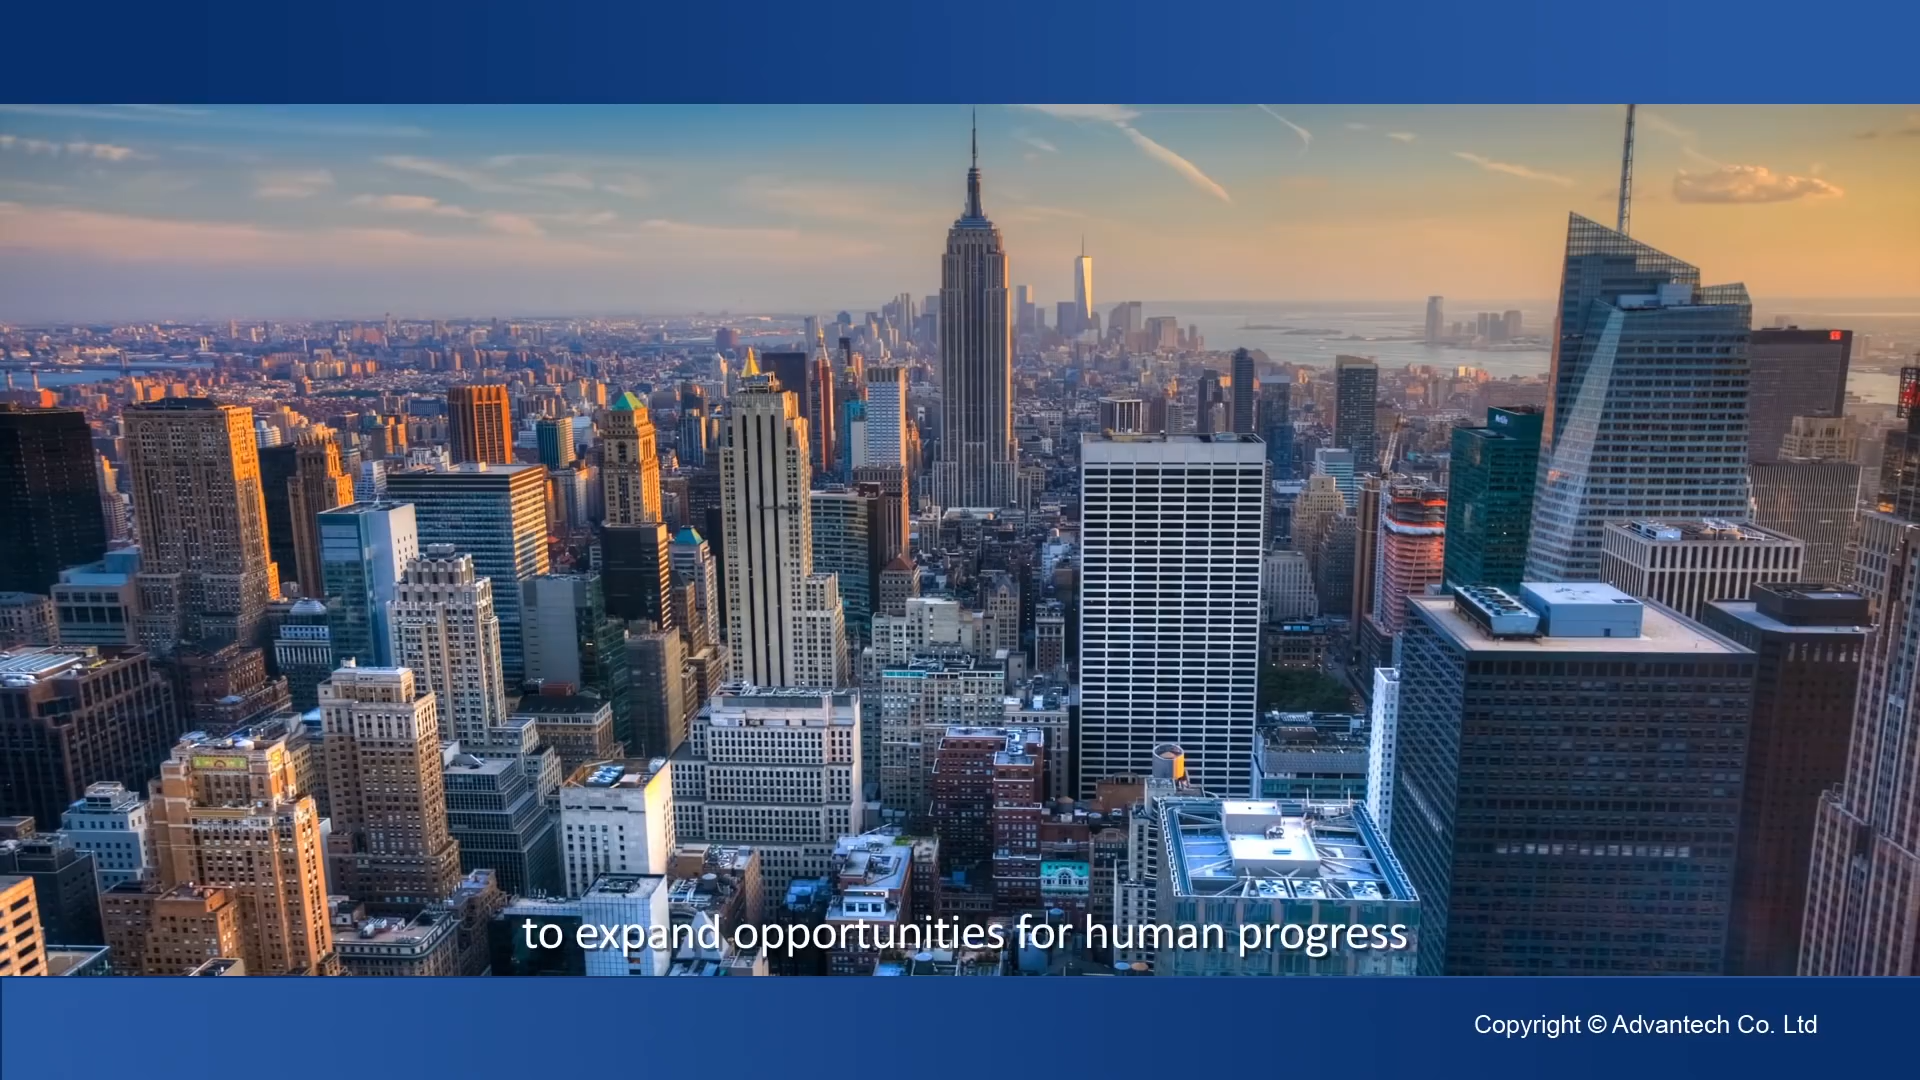 to expand opportunities for human progress
Copyright © Advantech Co. Ltd